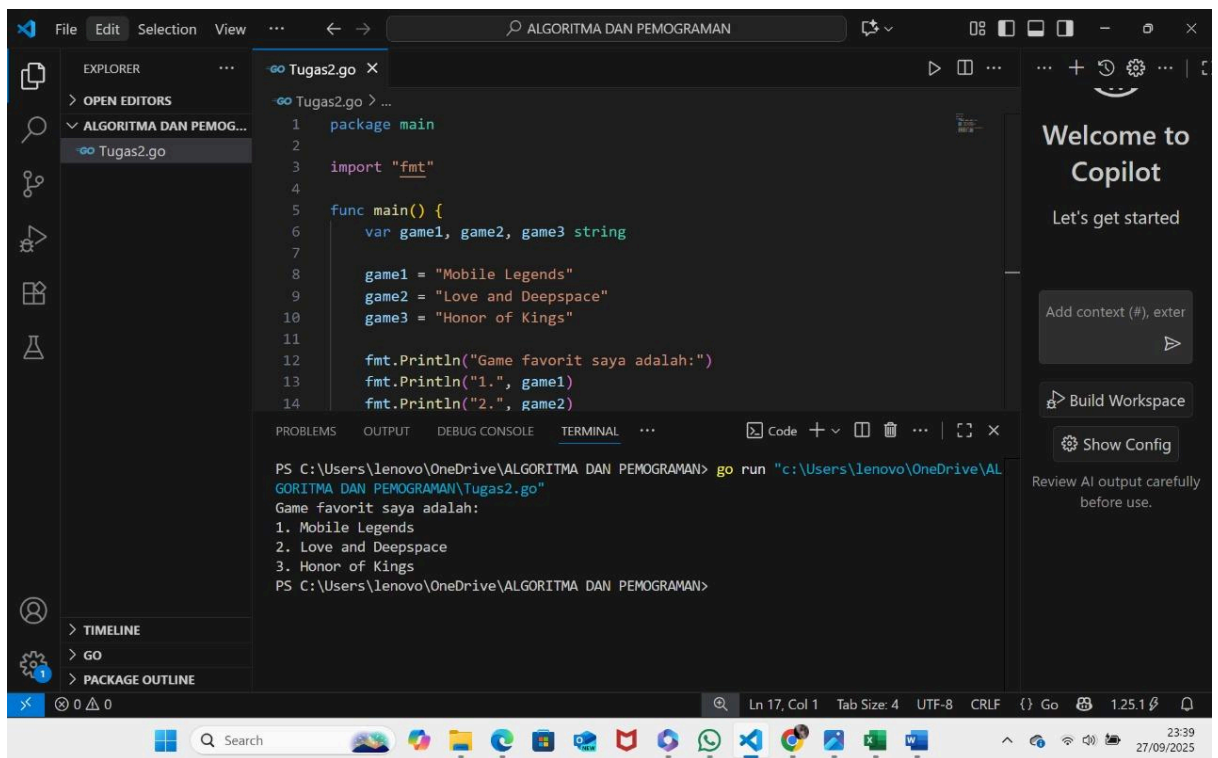 File Edit Selection View ... ALGORITMA DAN PEMOGRAMAN
EXPLORER ...
OPEN EDITORS
ALGORITMA DAN PEMOG...
GO Tugas2.go
GO Tugas2.go
GO Tugas2.go > ...
1 package main
2
3 import "fmt"
4
5 func main() {
6 var game1, game2, game3 string
7
8 game1 = "Mobile Legends"
9 game2 = "Love and Deepspace"
10 game3 = "Honor of Kings"
11
12 fmt.Println("Game favorit saya adalah:")
13 fmt.Println("1.", game1)
14 fmt.Println("2.", game2)
PROBLEMS OUTPUT DEBUG CONSOLE TERMINAL ... Code
PS C:\Users\lenovo\OneDrive\ALGORITMA DAN PEMOGRAMAN> go run "c:\Users\lenovo\OneDrive\AL
GORITMA DAN PEMOGRAMAN\Tugas2.go"
Game favorit saya adalah:
1. Mobile Legends
2. Love and Deepspace
3. Honor of Kings
PS C:\Users\lenovo\OneDrive\ALGORITMA DAN PEMOGRAMAN>
Welcome to
Copilot
Let's get started
Add context (#), exter
Build Workspace
Show Config
Review AI output carefully
before use.
TIMELINE
GO
PACKAGE OUTLINE
1
0 0 Ln 17, Col 1 Tab Size: 4 UTF-8 CRLF {} Go 1.25.1
Search
23:39
27/09/2025